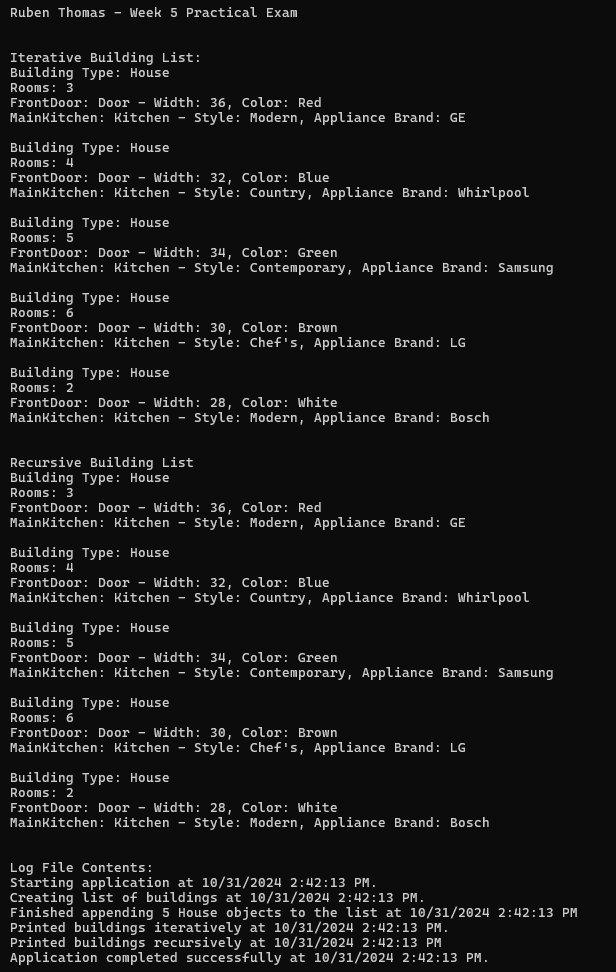 Ruben Thomas - Week 5 Practical Exam
Iterative Building List:
Building Type: House
Rooms: 3
FrontDoor: Door - Width: 36, Color: Red
MainKitchen: Kitchen - Style: Modern, Appliance Brand: GE
Building Type: House
Rooms: 4
FrontDoor: Door - Width: 32, Color: Blue
MainKitchen: Kitchen - Style: Country, Appliance Brand: Whirlpool
Building Type: House
Rooms: 5
FrontDoor: Door - Width: 34, Color: Green
MainKitchen: Kitchen - Style: Contemporary, Appliance Brand: Samsung
Building Type: House
Rooms: 6
FrontDoor: Door - Width: 30, Color: Brown
MainKitchen: Kitchen - Style: Chef's, Appliance Brand: LG
Building Type: House
Rooms: 2
FrontDoor: Door - Width: 28, Color: White
MainKitchen: Kitchen - Style: Modern, Appliance Brand: Bosch
Recursive Building List
Building Type: House
Rooms: 3
FrontDoor: Door - Width: 36, Color: Red
MainKitchen: Kitchen - Style: Modern, Appliance Brand: GE
Building Type: House
Rooms: 4
FrontDoor: Door - Width: 32, Color: Blue
MainKitchen: Kitchen - Style: Country, Appliance Brand: Whirlpool
Building Type: House
Rooms: 5
FrontDoor: Door - Width: 34, Color: Green
MainKitchen: Kitchen - Style: Contemporary, Appliance Brand: Samsung
Building Type: House
Rooms: 6
FrontDoor: Door - Width: 30, Color: Brown
MainKitchen: Kitchen - Style: Chef's, Appliance Brand: LG
Building Type: House
Rooms: 2
FrontDoor: Door - Width: 28, Color: White
MainKitchen: Kitchen - Style: Modern, Appliance Brand: Bosch
Log File Contents:
Starting application at 10/31/2024 2:42:13 PM.
Creating list of buildings at 10/31/2024 2:42:13 PM.
Finished appending 5 House objects to the list at 10/31/2024 2:42:13 PM
Printed buildings iteratively at 10/31/2024 2:42:13 PM.
Printed buildings recursively at 10/31/2024 2:42:13 PM
Application completed successfully at 10/31/2024 2:42:13 PM.